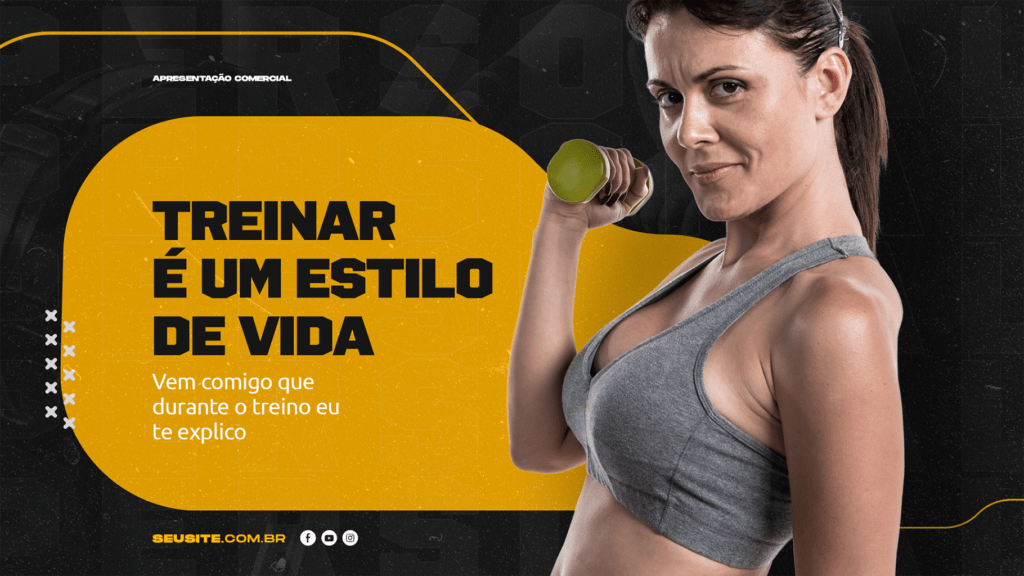 APRESENTAÇÃO COMERCIAL
TREINAR
É UM ESTILO
DE VIDA
Vem comigo que
durante o treino eu
te explico
SEUSITE.COM.BR